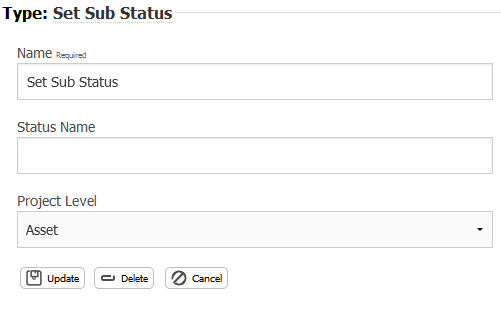 Type: Set Sub Status
Name Required
Set Sub Status
Status Name
Project Level
Asset
Update Delete Cancel